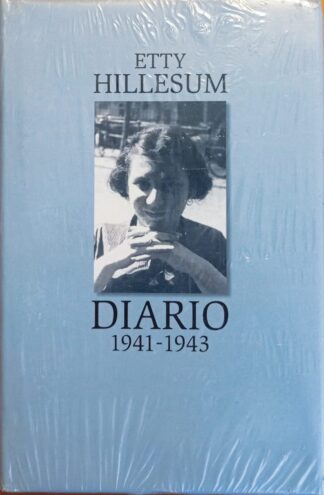 ETTY
HILLESUM
DIARIO
1941-1943